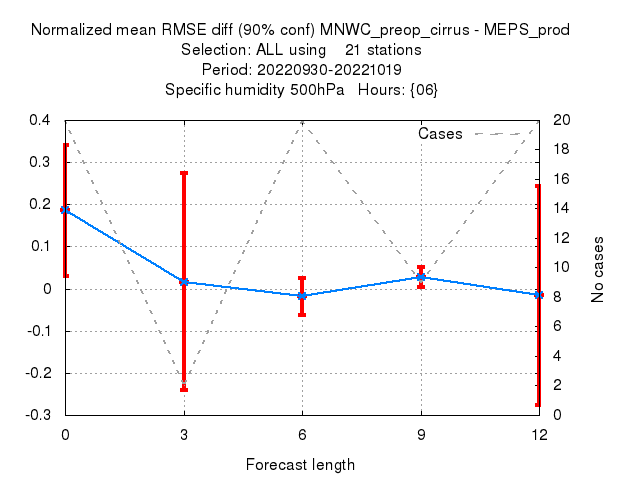 Normalized mean RMSE diff (90% conf) MNWC_preop_cirrus - MEPS_prod
Selection: ALL using 21 stations
Period: 20220930-20221019
Specific humidity 500hPa Hours: {06}
Cases
0.4
0.3
0.2
0.1
0
-0.1
-0.2
-0.3
20
18
16
14
12
10
8
6
4
2
0
No cases
0 3 6 9 12
Forecast length